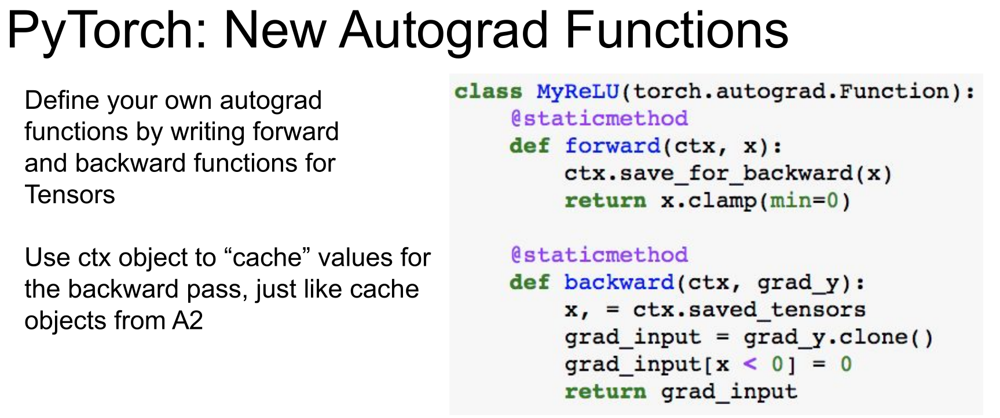 PyTorch: New Autograd Functions
Define your own autograd
functions by writing forward
and backward functions for
Tensors
Use ctx object to “cache” values for
the backward pass, just like cache
objects from A2
class MyReLU(torch.autograd.Function):
    @staticmethod
    def forward(ctx, x):
        ctx.save_for_backward(x)
        return x.clamp(min=0)
    @staticmethod
    def backward(ctx, grad_y):
        x, = ctx.saved_tensors
        grad_input = grad_y.clone()
        grad_input[x < 0] = 0
        return grad_input